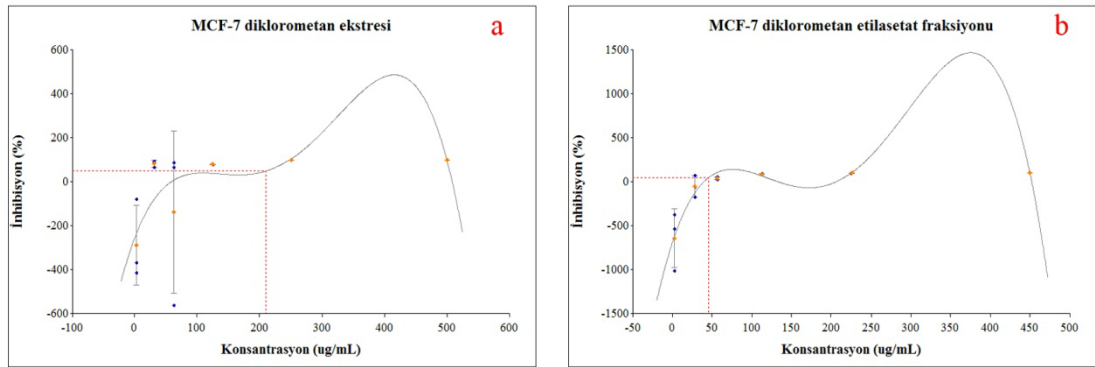 MCF-7 diklorometan ekstresi
a
600
400
200
0
-200
-400
-600
İnhibisyon (%)
-100 0 100 200 300 400 500 600
Konsantrasyon (ug/mL)
MCF-7 diklorometan etilasetat fraksiyonu
b
1500
1000
500
0
-500
-1000
-1500
İnhibisyon (%)
-50 0 50 100 150 200 250 300 350 400 450 500
Konsantrasyon (ug/mL)